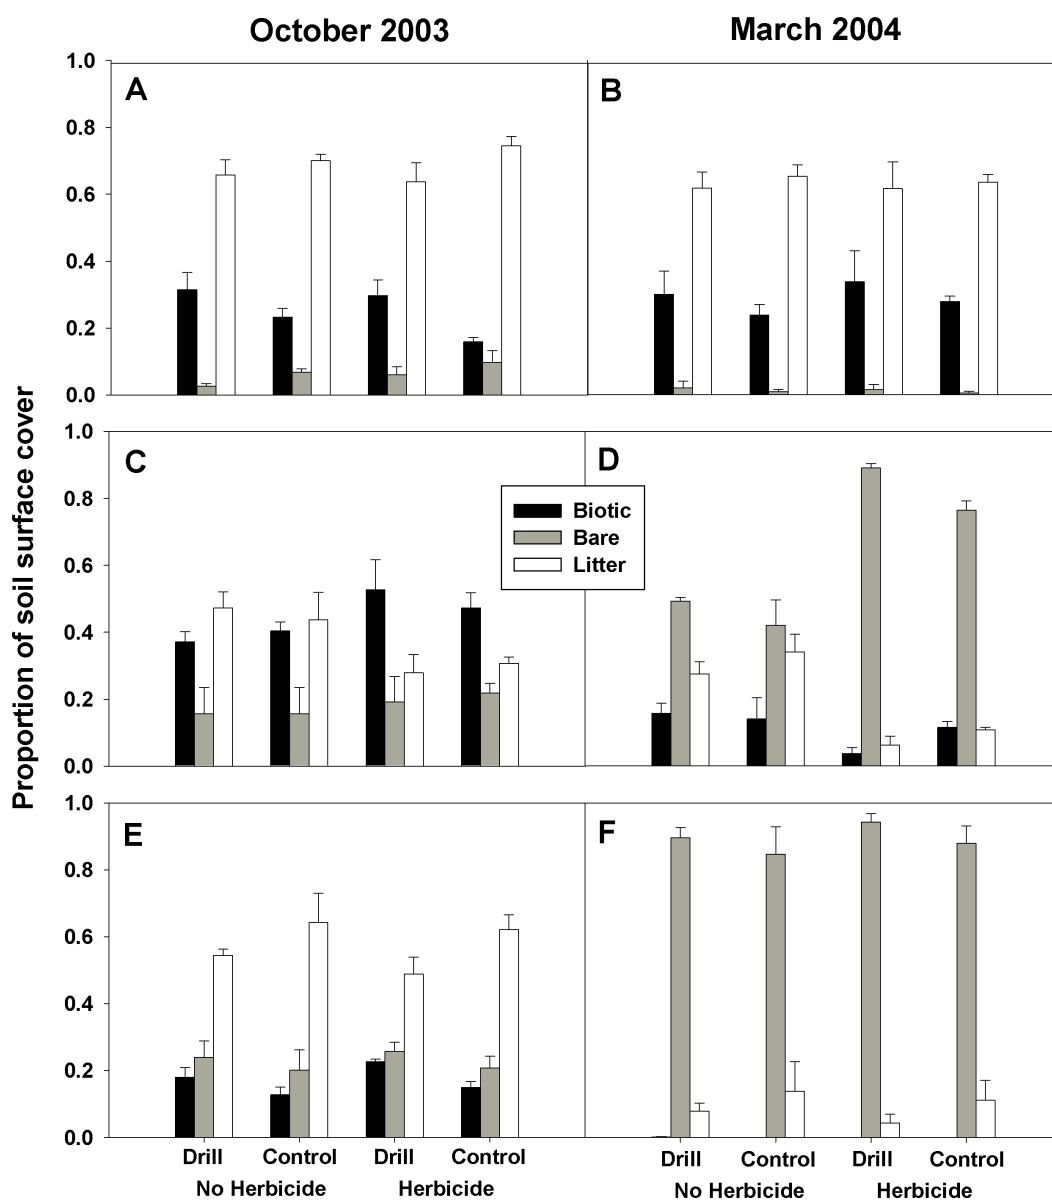 October 2003 March 2004
Proportion of soil surface cover
1.0
0.8
0.6
0.4
0.2
0.0
A
B
1.0
0.8
0.6
0.4
0.2
0.0
C
D
Biotic
Bare
Litter
1.0
0.8
0.6
0.4
0.2
0.0
E
F
Drill Control Drill Control Drill Control Drill Control
No Herbicide Herbicide No Herbicide Herbicide